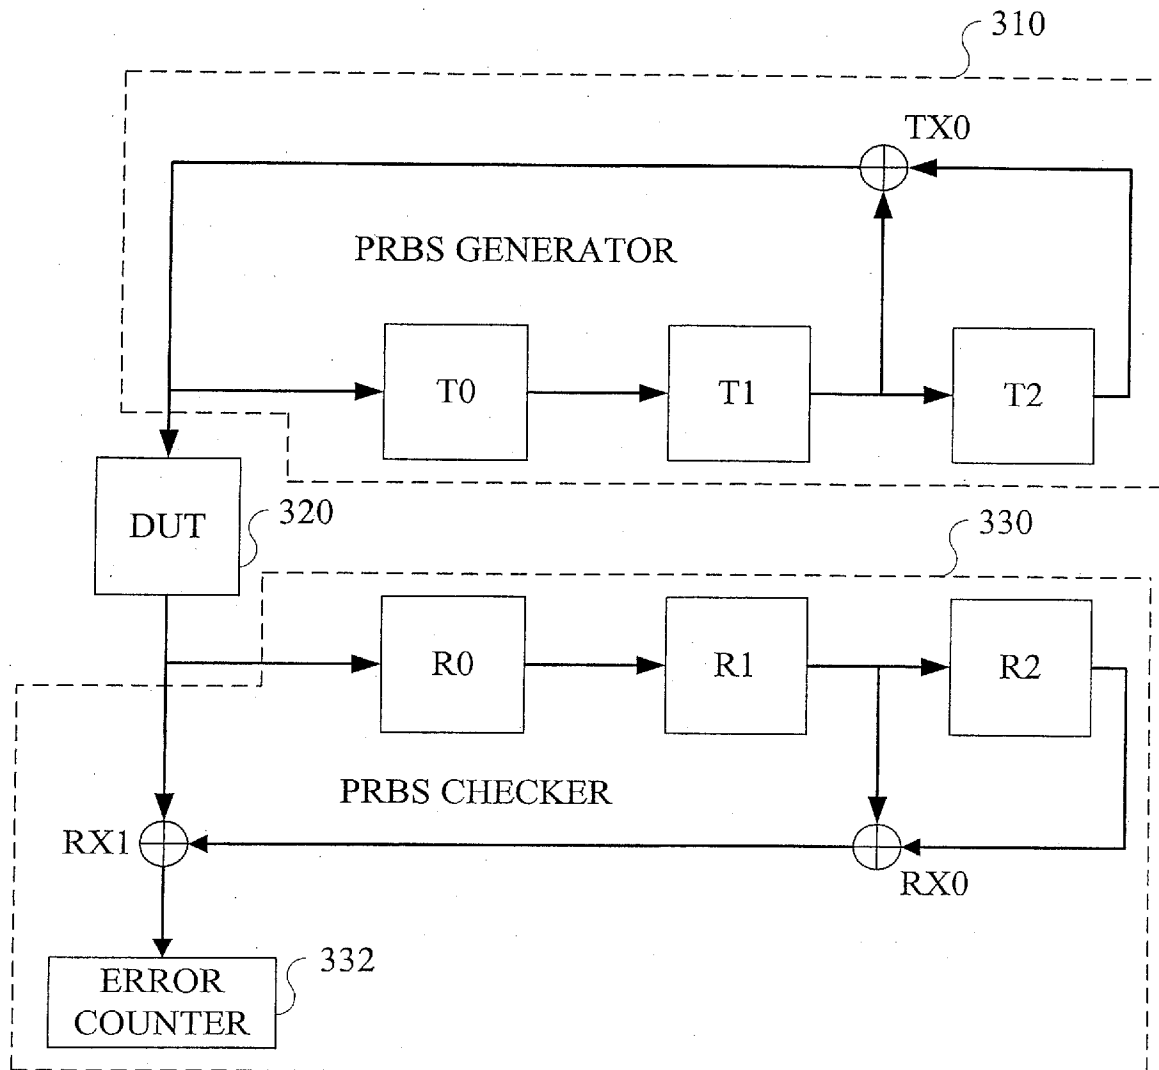 310
TX0
PRBS GENERATOR
T0
T1
T2
DUT
320
330
R0
R1
R2
PRBS CHECKER
RX1
RX0
332
ERROR
COUNTER